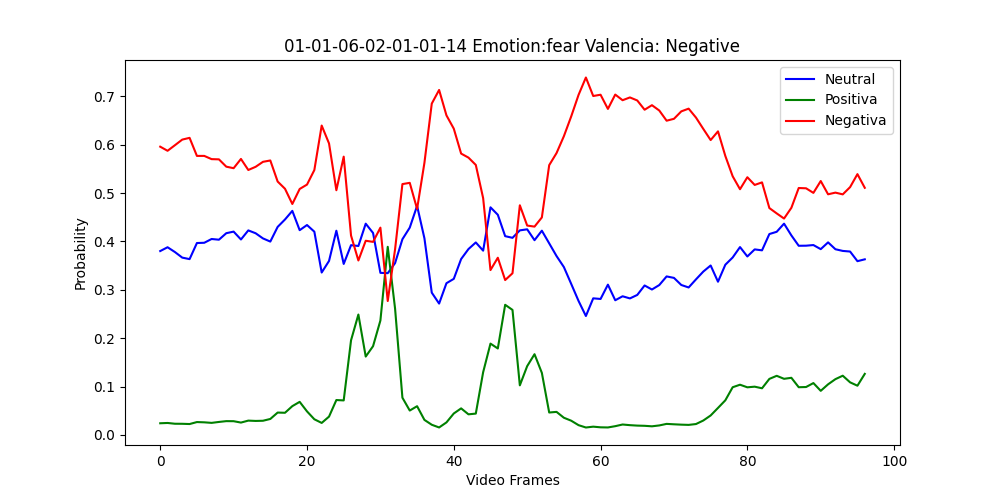 01-01-06-02-01-01-14 Emotion:fear Valencia: Negative
Neutral
Positiva
Negativa
Probability
0.7
0.6
0.5
0.4
0.3
0.2
0.1
0.0
0 20 40 60 80 100
Video Frames